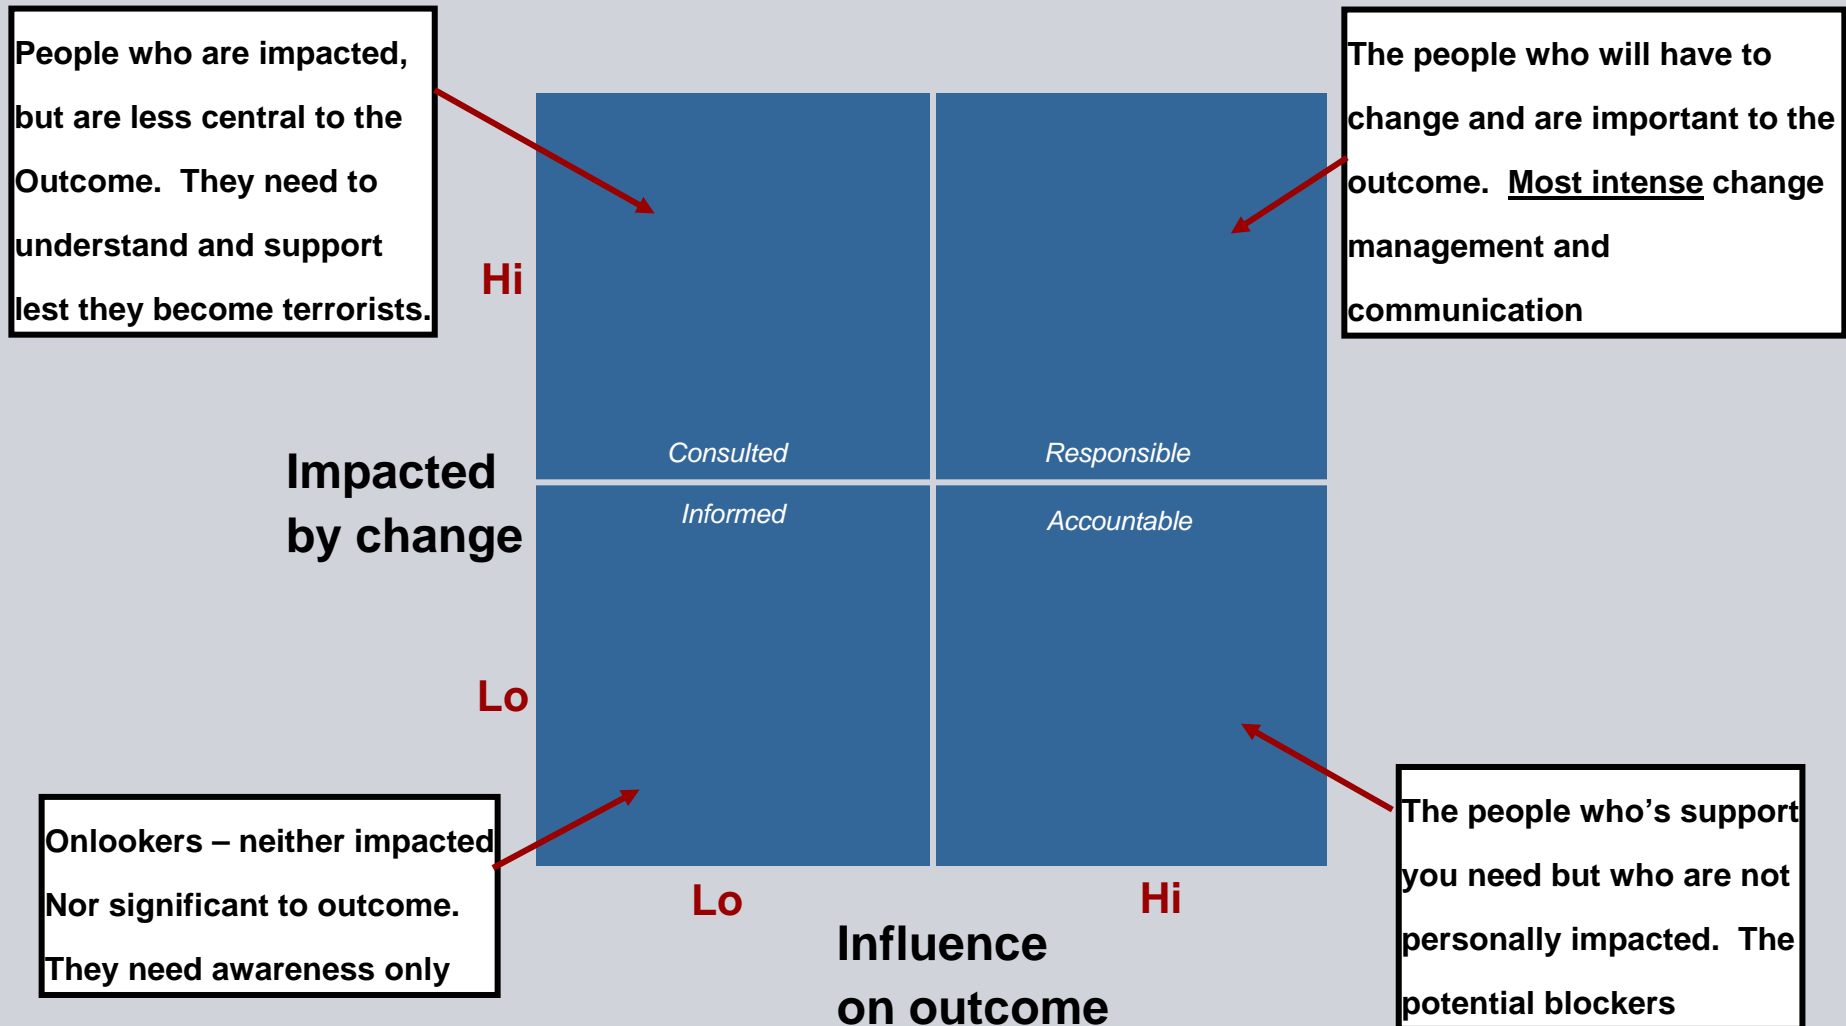 People who are impacted,
but are less central to the
Outcome.  They need to
understand and support
lest they become terrorists.
The people who will have to
change and are important to the
outcome.  Most intense change
management and
communication
Hi
Consulted
Responsible
Impacted
by change
Informed
Accountable
Lo
Onlookers – neither impacted
Nor significant to outcome.
They need awareness only
The people who’s support
you need but who are not
personally impacted.  The
potential blockers
Lo
Hi
Influence
on outcome